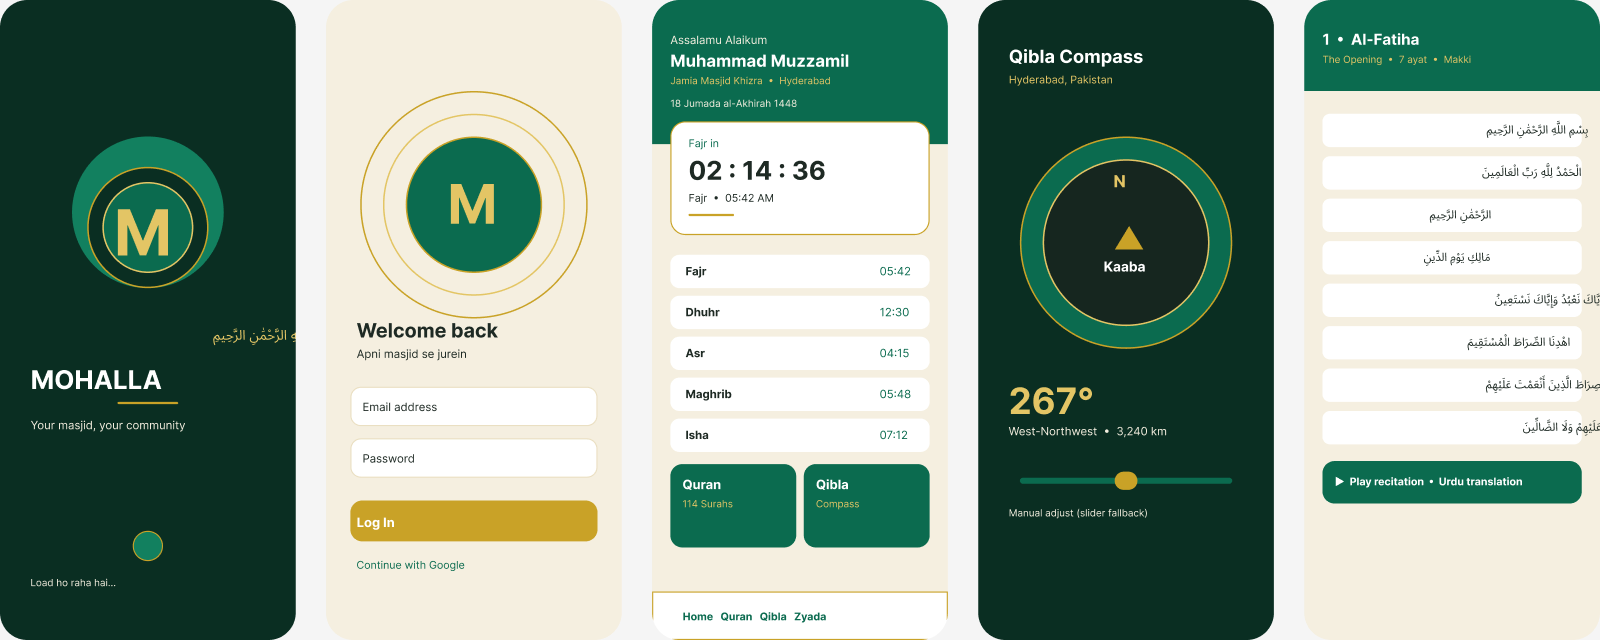 M
ـهِ الرَّحْمَٰنِ الرَّحِيمِ
MOHALLA
Your masjid, your community
Load ho raha hai...
M
Welcome back
Apni masjid se jurein
Email address
Password
Log In
Continue with Google
Assalamu Alaikum
Muhammad Muzzamil
Jamia Masjid Khizra • Hyderabad
18 Jumada al-Akhirah 1448
Fajr in
02 : 14 : 36
Fajr • 05:42 AM
Fajr 05:42
Dhuhr 12:30
Asr 04:15
Maghrib 05:48
Isha 07:12
Quran
114 Surahs
Qibla
Compass
Home Quran Qibla Zyada
Qibla Compass
Hyderabad, Pakistan
N
Kaaba
267°
West-Northwest • 3,240 km
Manual adjust (slider fallback)
1 • Al-Fatiha
The Opening • 7 ayat • Makki
بِسْمِ اللَّهِ الرَّحْمَٰنِ الرَّحِيمِ
الْحَمْدُ لِلَّهِ رَبِّ الْعَالَمِينَ
الرَّحْمَٰنِ الرَّحِيمِ
مَالِكِ يَوْمِ الدِّينِ
يَّاكَ نَعْبُدُ وَإِيَّاكَ نَسْتَعِينُ
اهْدِنَا الصِّرَاطَ الْمُسْتَقِيمَ
صِرَاطَ الَّذِينَ أَنْعَمْتَ عَلَيْهِمْ
عَلَيْهِمْ وَلَا الضَّالِّينَ
▶ Play recitation • Urdu translation